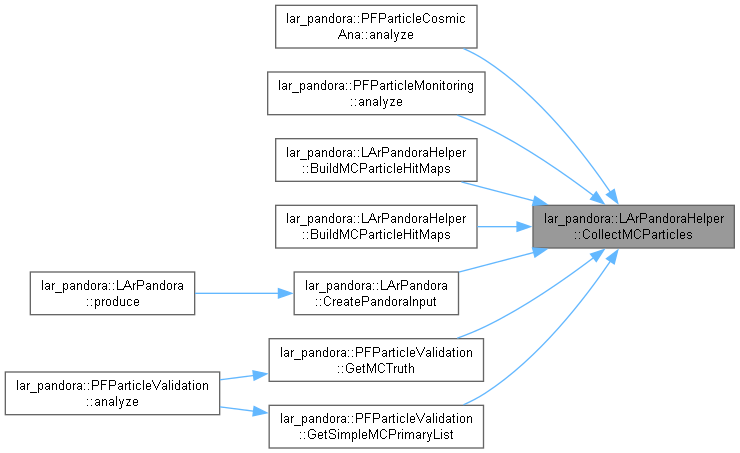 lar_pandora::PFParticleCosmic
Ana::analyze
lar_pandora::PFParticleMonitoring
::analyze
lar_pandora::LArPandoraHelper
::BuildMCParticleHitMaps
lar_pandora::LArPandoraHelper
::BuildMCParticleHitMaps
lar_pandora::LArPandoraHelper
::CollectMCParticles
lar_pandora::LArPandora
::produce
lar_pandora::LArPandora
::CreatePandoraInput
lar_pandora::PFParticleValidation
::GetMCTruth
lar_pandora::PFParticleValidation
::analyze
lar_pandora::PFParticleValidation
::GetSimpleMCPrimaryList